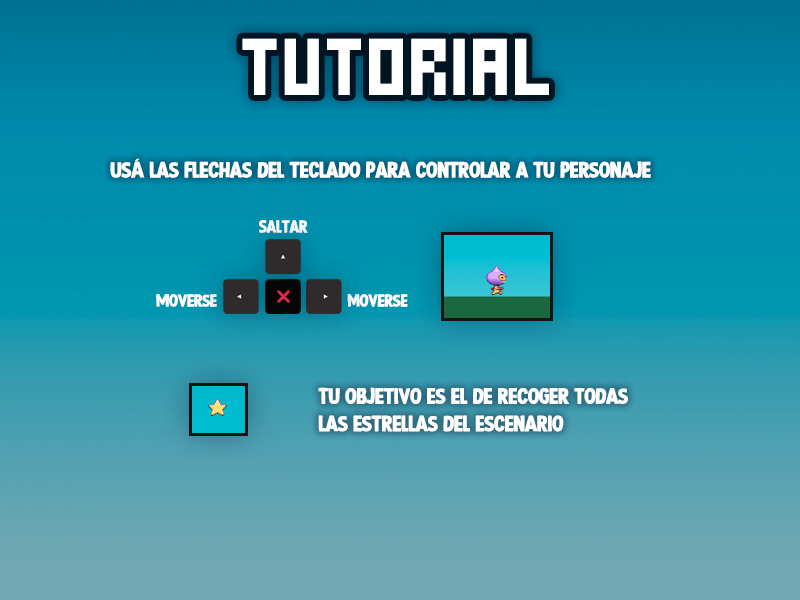 TUTORIAL
USÁ LAS FLECHAS DEL TECLADO PARA CONTROLAR A TU PERSONAJE
SALTAR
MOVERSE
MOVERSE
TU OBJETIVO ES EL DE RECOGER TODAS
LAS ESTRELLAS DEL ESCENARIO